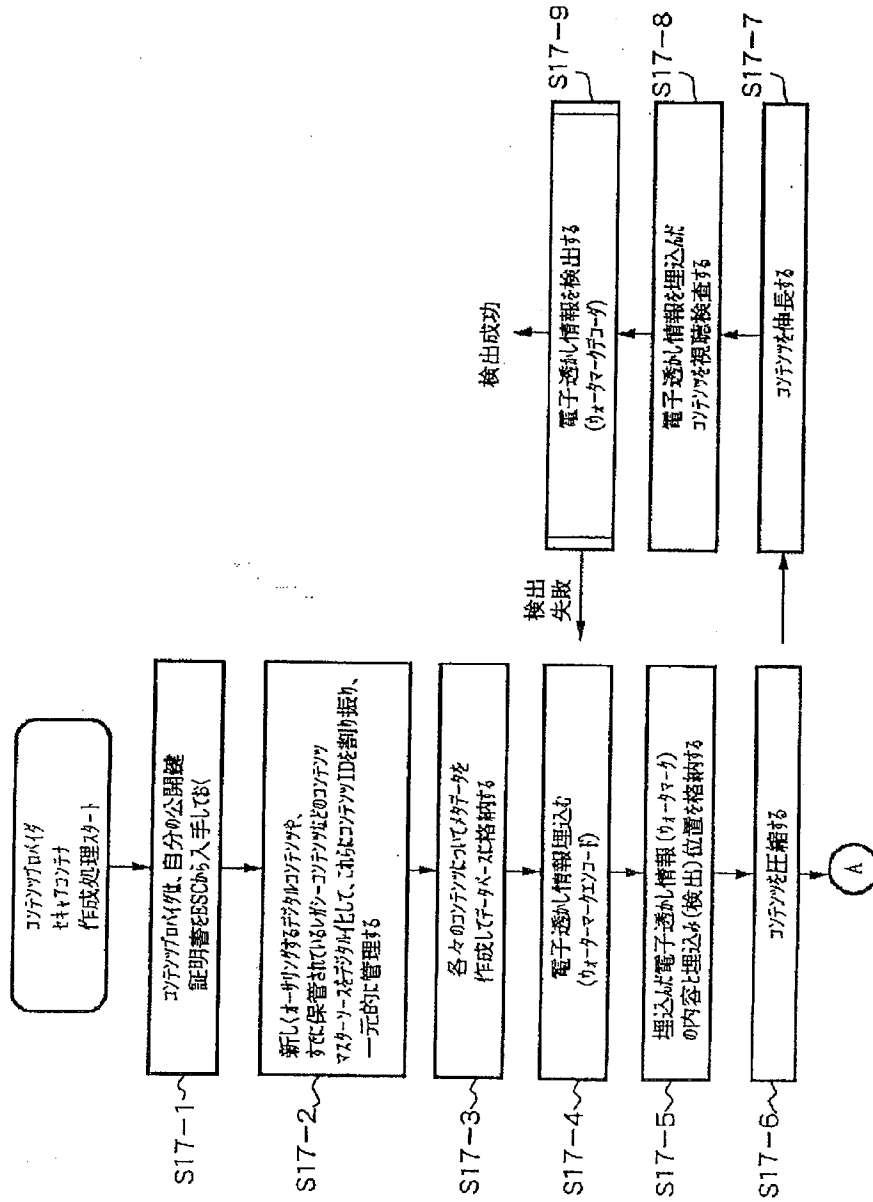 コンテンツプロバイダ
セキュアコンテナ
作成処理スタート
S17-1
コンテンツプロバイダは、自分の公開鍵
証明書をESCから入手しておく
S17-2
新しくオーサリングするデジタルコンテンツや、
すでに保管されているレガシーコンテンツなどのコンテンツ
マスターソースをデジタル化して、これらにコンテンツIDを割り振り、
一元的に管理する
S17-3
各々のコンテンツについてメタデータを
作成してデータベースに格納する
S17-4
電子透かし情報埋込む
(ウォーターマークエンコード)
S17-5
埋込んだ電子透かし情報(ウォータマーク)
の内容と埋込み(検出)位置を格納する
S17-6
コンテンツを圧縮する
A
S17-7
コンテンツを伸長する
S17-8
電子透かし情報を埋込んだ
コンテンツを視聴検査する
S17-9
電子透かし情報を検出する
(ウォータマークデコーダ)
検出成功
検出
失敗